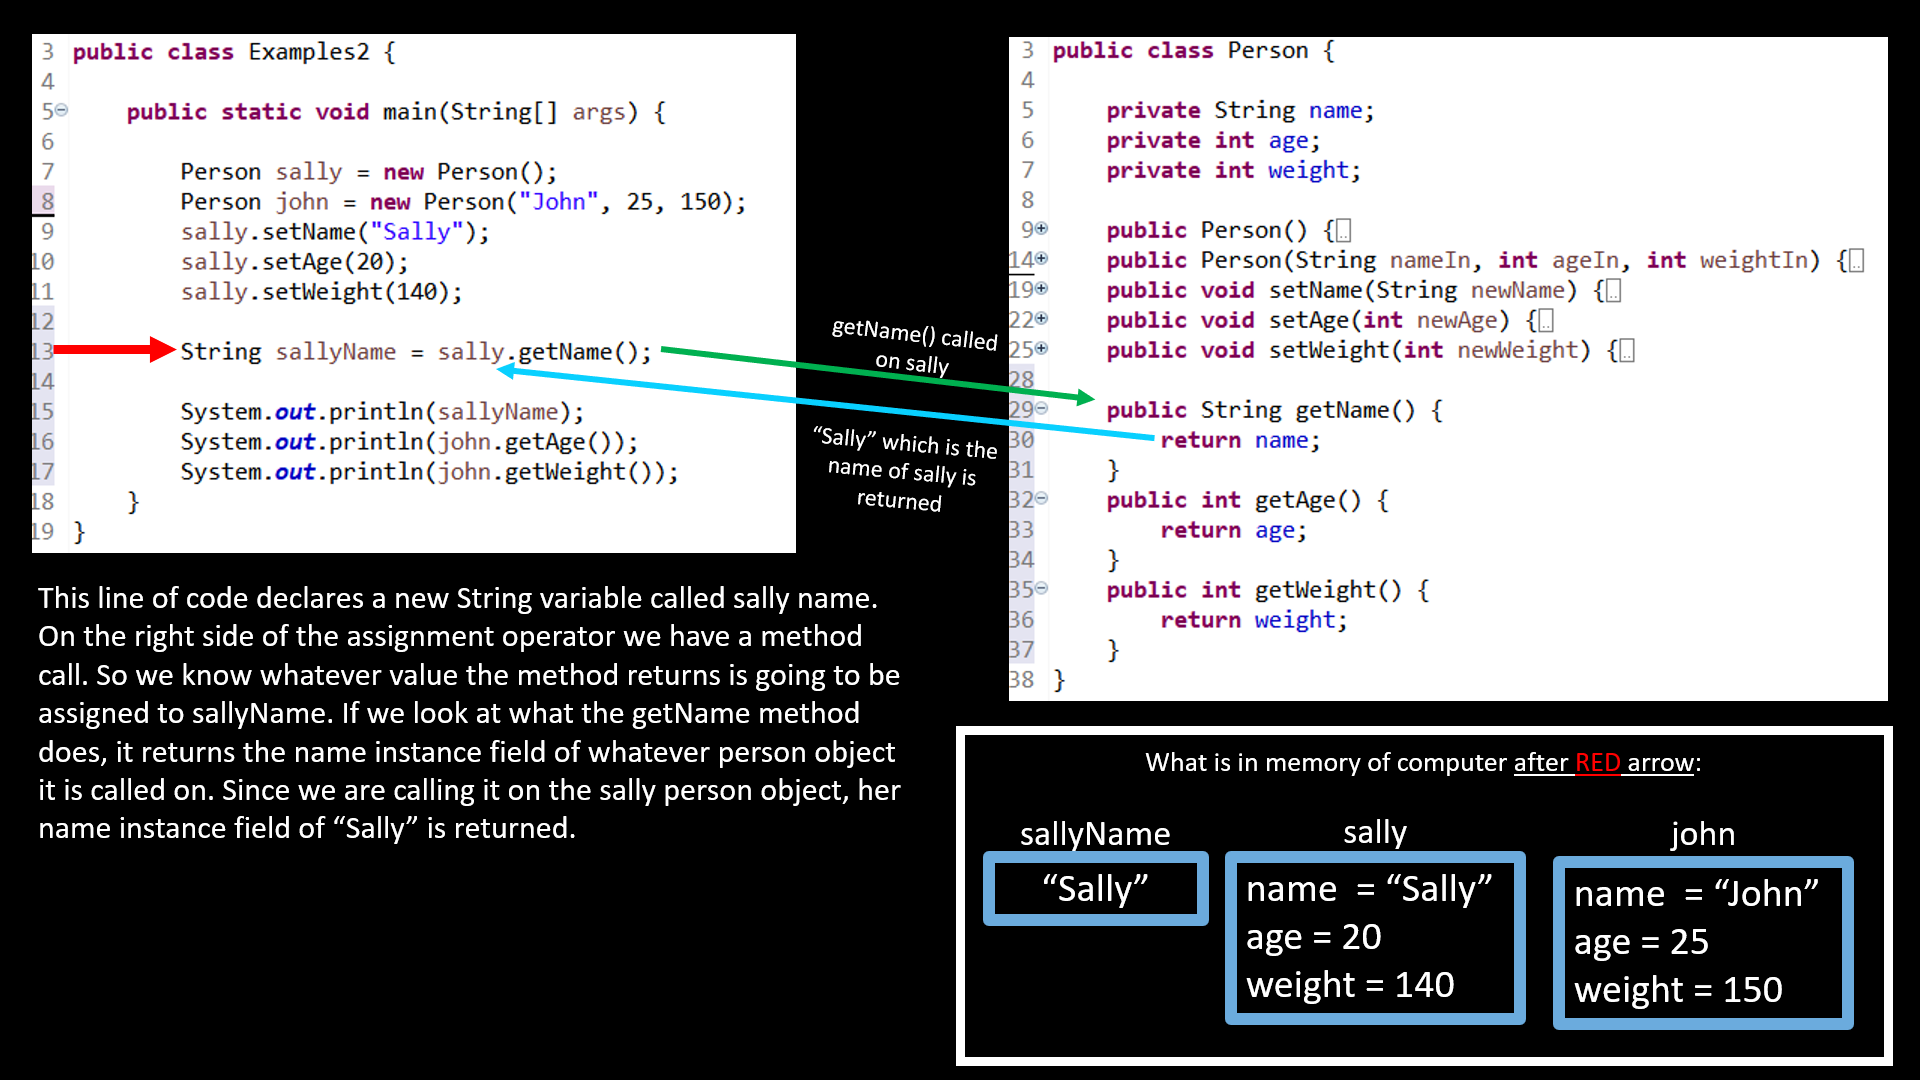 3 public class Examples2 {
4
5 public static void main(String[] args) {
6
7 Person sally = new Person();
8 Person john = new Person("John", 25, 150);
9 sally.setName("Sally");
10 sally.setAge(20);
11 sally.setWeight(140);
12
13 String sallyName = sally.getName();
14
15 System.out.println(sallyName);
16 System.out.println(john.getAge());
17 System.out.println(john.getWeight());
18 }
19 }
getName() called
on sally
“Sally” which is the
name of sally is
returned
3 public class Person {
4
5 private String name;
6 private int age;
7 private int weight;
8
9 public Person() {..
14 public Person(String nameIn, int ageIn, int weightIn) {..
19 public void setName(String newName) {..
22 public void setAge(int newAge) {..
25 public void setWeight(int newWeight) {..
28
29 public String getName() {
30 return name;
31 }
32 public int getAge() {
33 return age;
34 }
35 public int getWeight() {
36 return weight;
37 }
38 }
This line of code declares a new String variable called sally name.
On the right side of the assignment operator we have a method
call. So we know whatever value the method returns is going to be
assigned to sallyName. If we look at what the getName method
does, it returns the name instance field of whatever person object
it is called on. Since we are calling it on the sally person object, her
name instance field of “Sally” is returned.
What is in memory of computer after RED arrow:
sallyName
“Sally”
sally
name = “Sally”
age = 20
weight = 140
john
name = “John”
age = 25
weight = 150